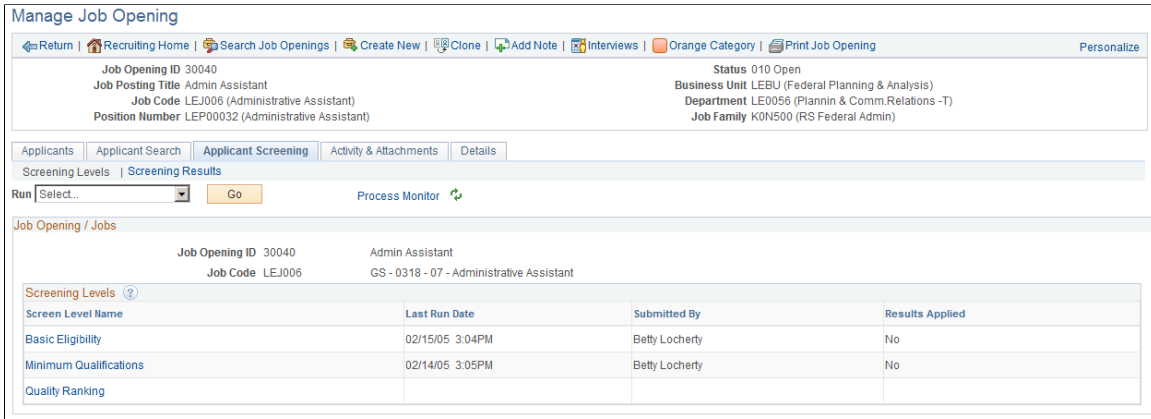 Manage Job Opening
Return | Recruiting Home | Search Job Openings | Create New | Clone | Add Note | Interviews | Orange Category | Print Job Opening Personalize
Job Opening ID 30040 Status 010 Open
Job Posting Title Admin Assistant Business Unit LEBU (Federal Planning & Analysis)
Job Code LEJ006 (Administrative Assistant) Department LE0056 (Plannin & Comm.Relations -T)
Position Number LEP00032 (Administrative Assistant) Job Family K0N500 (RS Federal Admin)
Applicants Applicant Search Applicant Screening Activity & Attachments Details
Screening Levels | Screening Results
Run Select... Go Process Monitor
Job Opening / Jobs
Job Opening ID 30040 Admin Assistant
Job Code LEJ006 GS - 0318 - 07 - Administrative Assistant
Screening Levels ?
Screen Level Name Last Run Date Submitted By Results Applied
Basic Eligibility 02/15/05 3:04PM Betty Locherty No
Minimum Qualifications 02/14/05 3:05PM Betty Locherty No
Quality Ranking